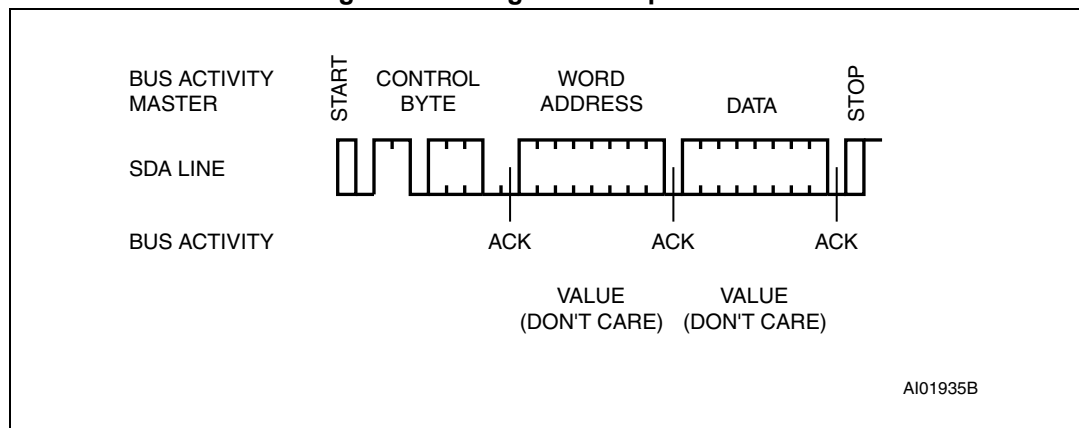 BUS ACTIVITY
MASTER
START
CONTROL
BYTE
WORD
ADDRESS
DATA
STOP
SDA LINE
BUS ACTIVITY
ACK
ACK
ACK
VALUE
(DON'T CARE)
VALUE
(DON'T CARE)
AI01935B